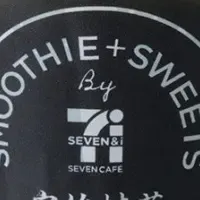 SMOOTHIE + SWEETS
By
7i
SEVEN&i
SEVEN CAFE